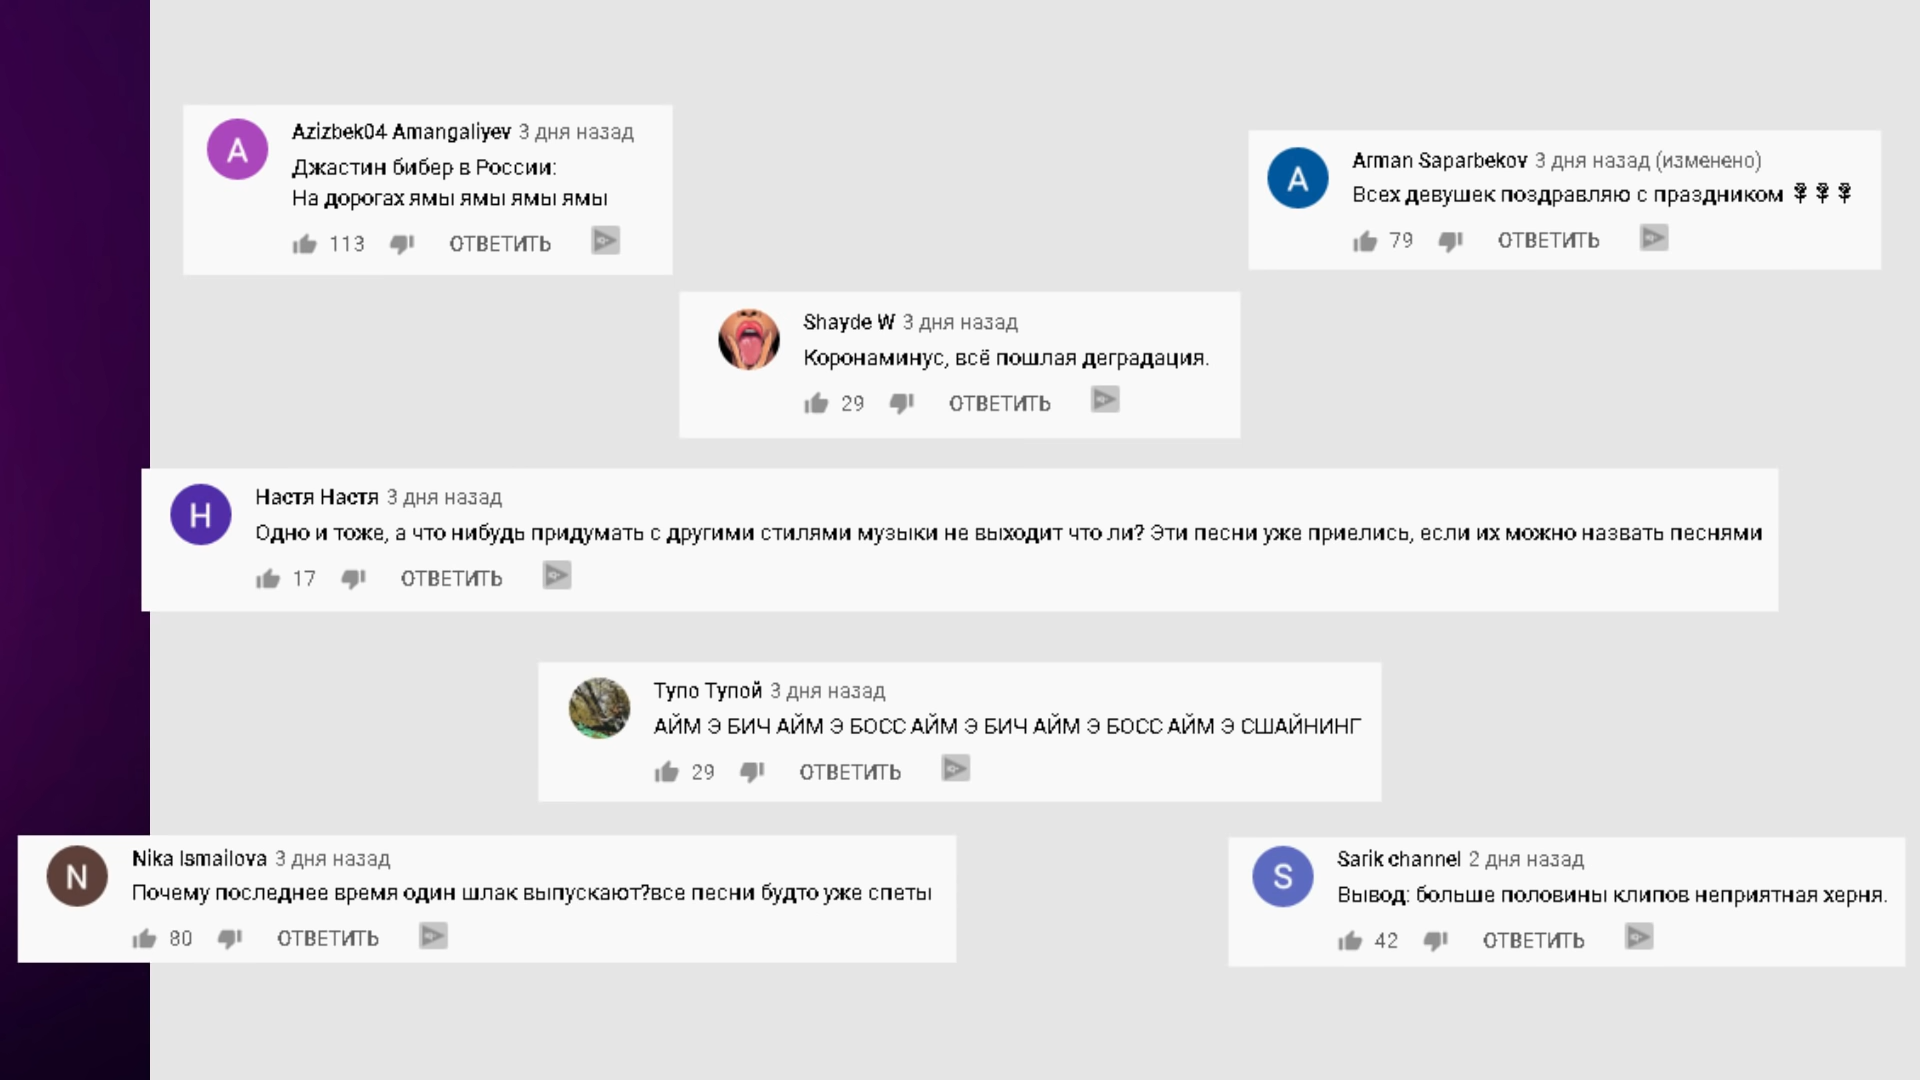 Azizbek04 Amangaliyev 3 дня назад
Джастин бибер в России:
На дорогах ямы ямы ямы ямы
113 ОТВЕТИТЬ
Arman Saparbekov 3 дня назад (изменено)
Всех девушек поздравляю с праздником 🌹🌹🌹
79 ОТВЕТИТЬ
Shayde W 3 дня назад
Коронаминус, всё пошлая деградация.
29 ОТВЕТИТЬ
Настя Настя 3 дня назад
Одно и тоже, а что нибудь придумать с другими стилями музыки не выходит что ли? Эти песни уже приелись, если их можно назвать песнями
17 ОТВЕТИТЬ
Тупо Тупой 3 дня назад
АЙМ Э БИЧ АЙМ Э БОСС АЙМ Э БИЧ АЙМ Э БОСС АЙМ Э СШАЙНИНГ
29 ОТВЕТИТЬ
Nika Ismailova 3 дня назад
Почему последнее время один шлак выпускают?все песни будто уже спеты
80 ОТВЕТИТЬ
Sarik channel 2 дня назад
Вывод: больше половины клипов неприятная херня.
42 ОТВЕТИТЬ